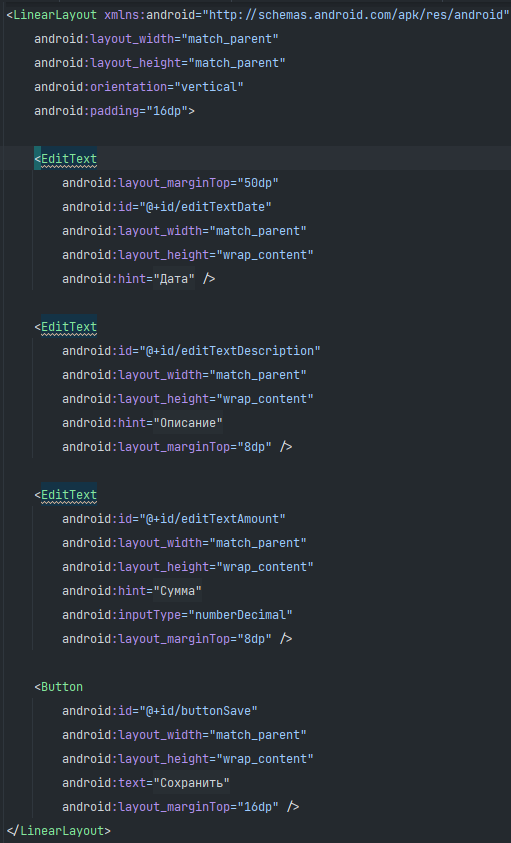 <LinearLayout xmlns:android="http://schemas.android.com/apk/res/android"
android:layout_width="match_parent"
android:layout_height="match_parent"
android:orientation="vertical"
android:padding="16dp">
<EditText
android:layout_marginTop="50dp"
android:id="@+id/editTextDate"
android:layout_width="match_parent"
android:layout_height="wrap_content"
android:hint="Дата" />
<EditText
android:id="@+id/editTextDescription"
android:layout_width="match_parent"
android:layout_height="wrap_content"
android:hint="Описание"
android:layout_marginTop="8dp" />
<EditText
android:id="@+id/editTextAmount"
android:layout_width="match_parent"
android:layout_height="wrap_content"
android:hint="Сумма"
android:inputType="numberDecimal"
android:layout_marginTop="8dp" />
<Button
android:id="@+id/buttonSave"
android:layout_width="match_parent"
android:layout_height="wrap_content"
android:text="Сохранить"
android:layout_marginTop="16dp" />
</LinearLayout>